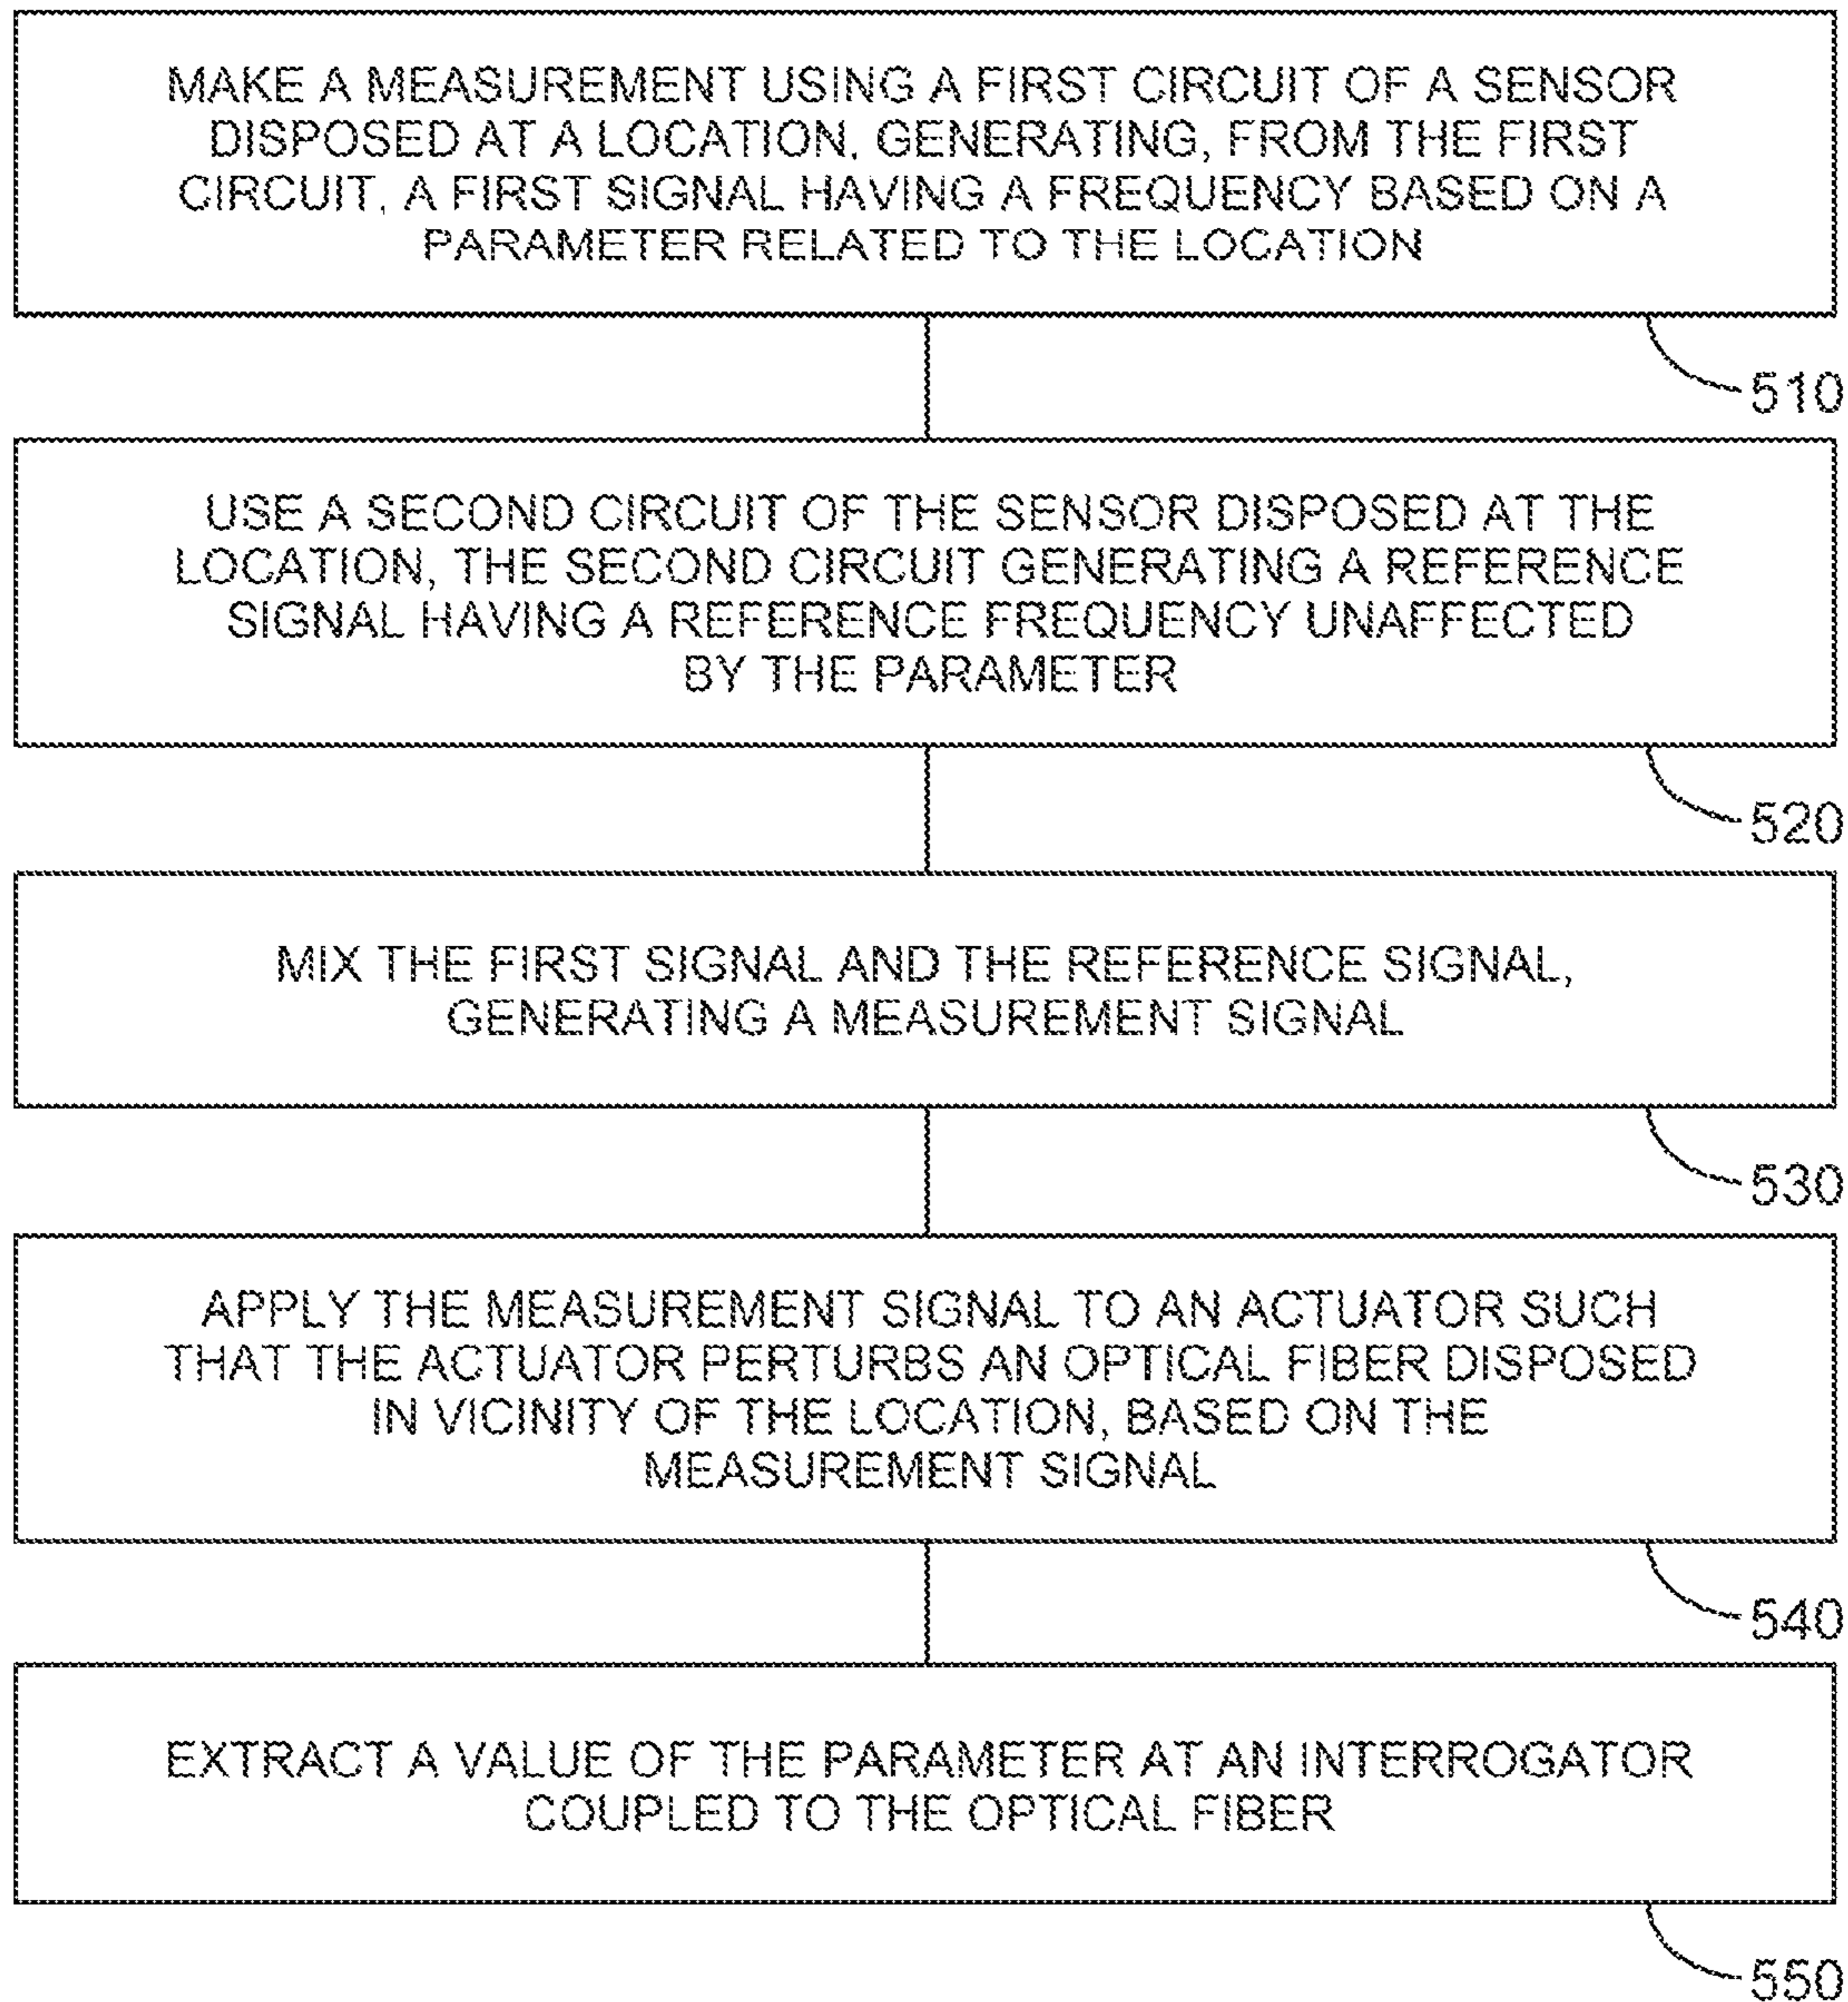 MAKE A MEASUREMENT USING A FIRST CIRCUIT OF A SENSOR
DISPOSED AT A LOCATION, GENERATING, FROM THE FIRST
CIRCUIT, A FIRST SIGNAL HAVING A FREQUENCY BASED ON A
PARAMETER RELATED TO THE LOCATION
510
USE A SECOND CIRCUIT OF THE SENSOR DISPOSED AT THE
LOCATION, THE SECOND CIRCUIT GENERATING A REFERENCE
SIGNAL HAVING A REFERENCE FREQUENCY UNAFFECTED
BY THE PARAMETER
520
MIX THE FIRST SIGNAL AND THE REFERENCE SIGNAL,
GENERATING A MEASUREMENT SIGNAL
530
APPLY THE MEASUREMENT SIGNAL TO AN ACTUATOR SUCH
THAT THE ACTUATOR PERTURBS AN OPTICAL FIBER DISPOSED
IN VICINITY OF THE LOCATION, BASED ON THE
MEASUREMENT SIGNAL
540
EXTRACT A VALUE OF THE PARAMETER AT AN INTERROGATOR
COUPLED TO THE OPTICAL FIBER
550